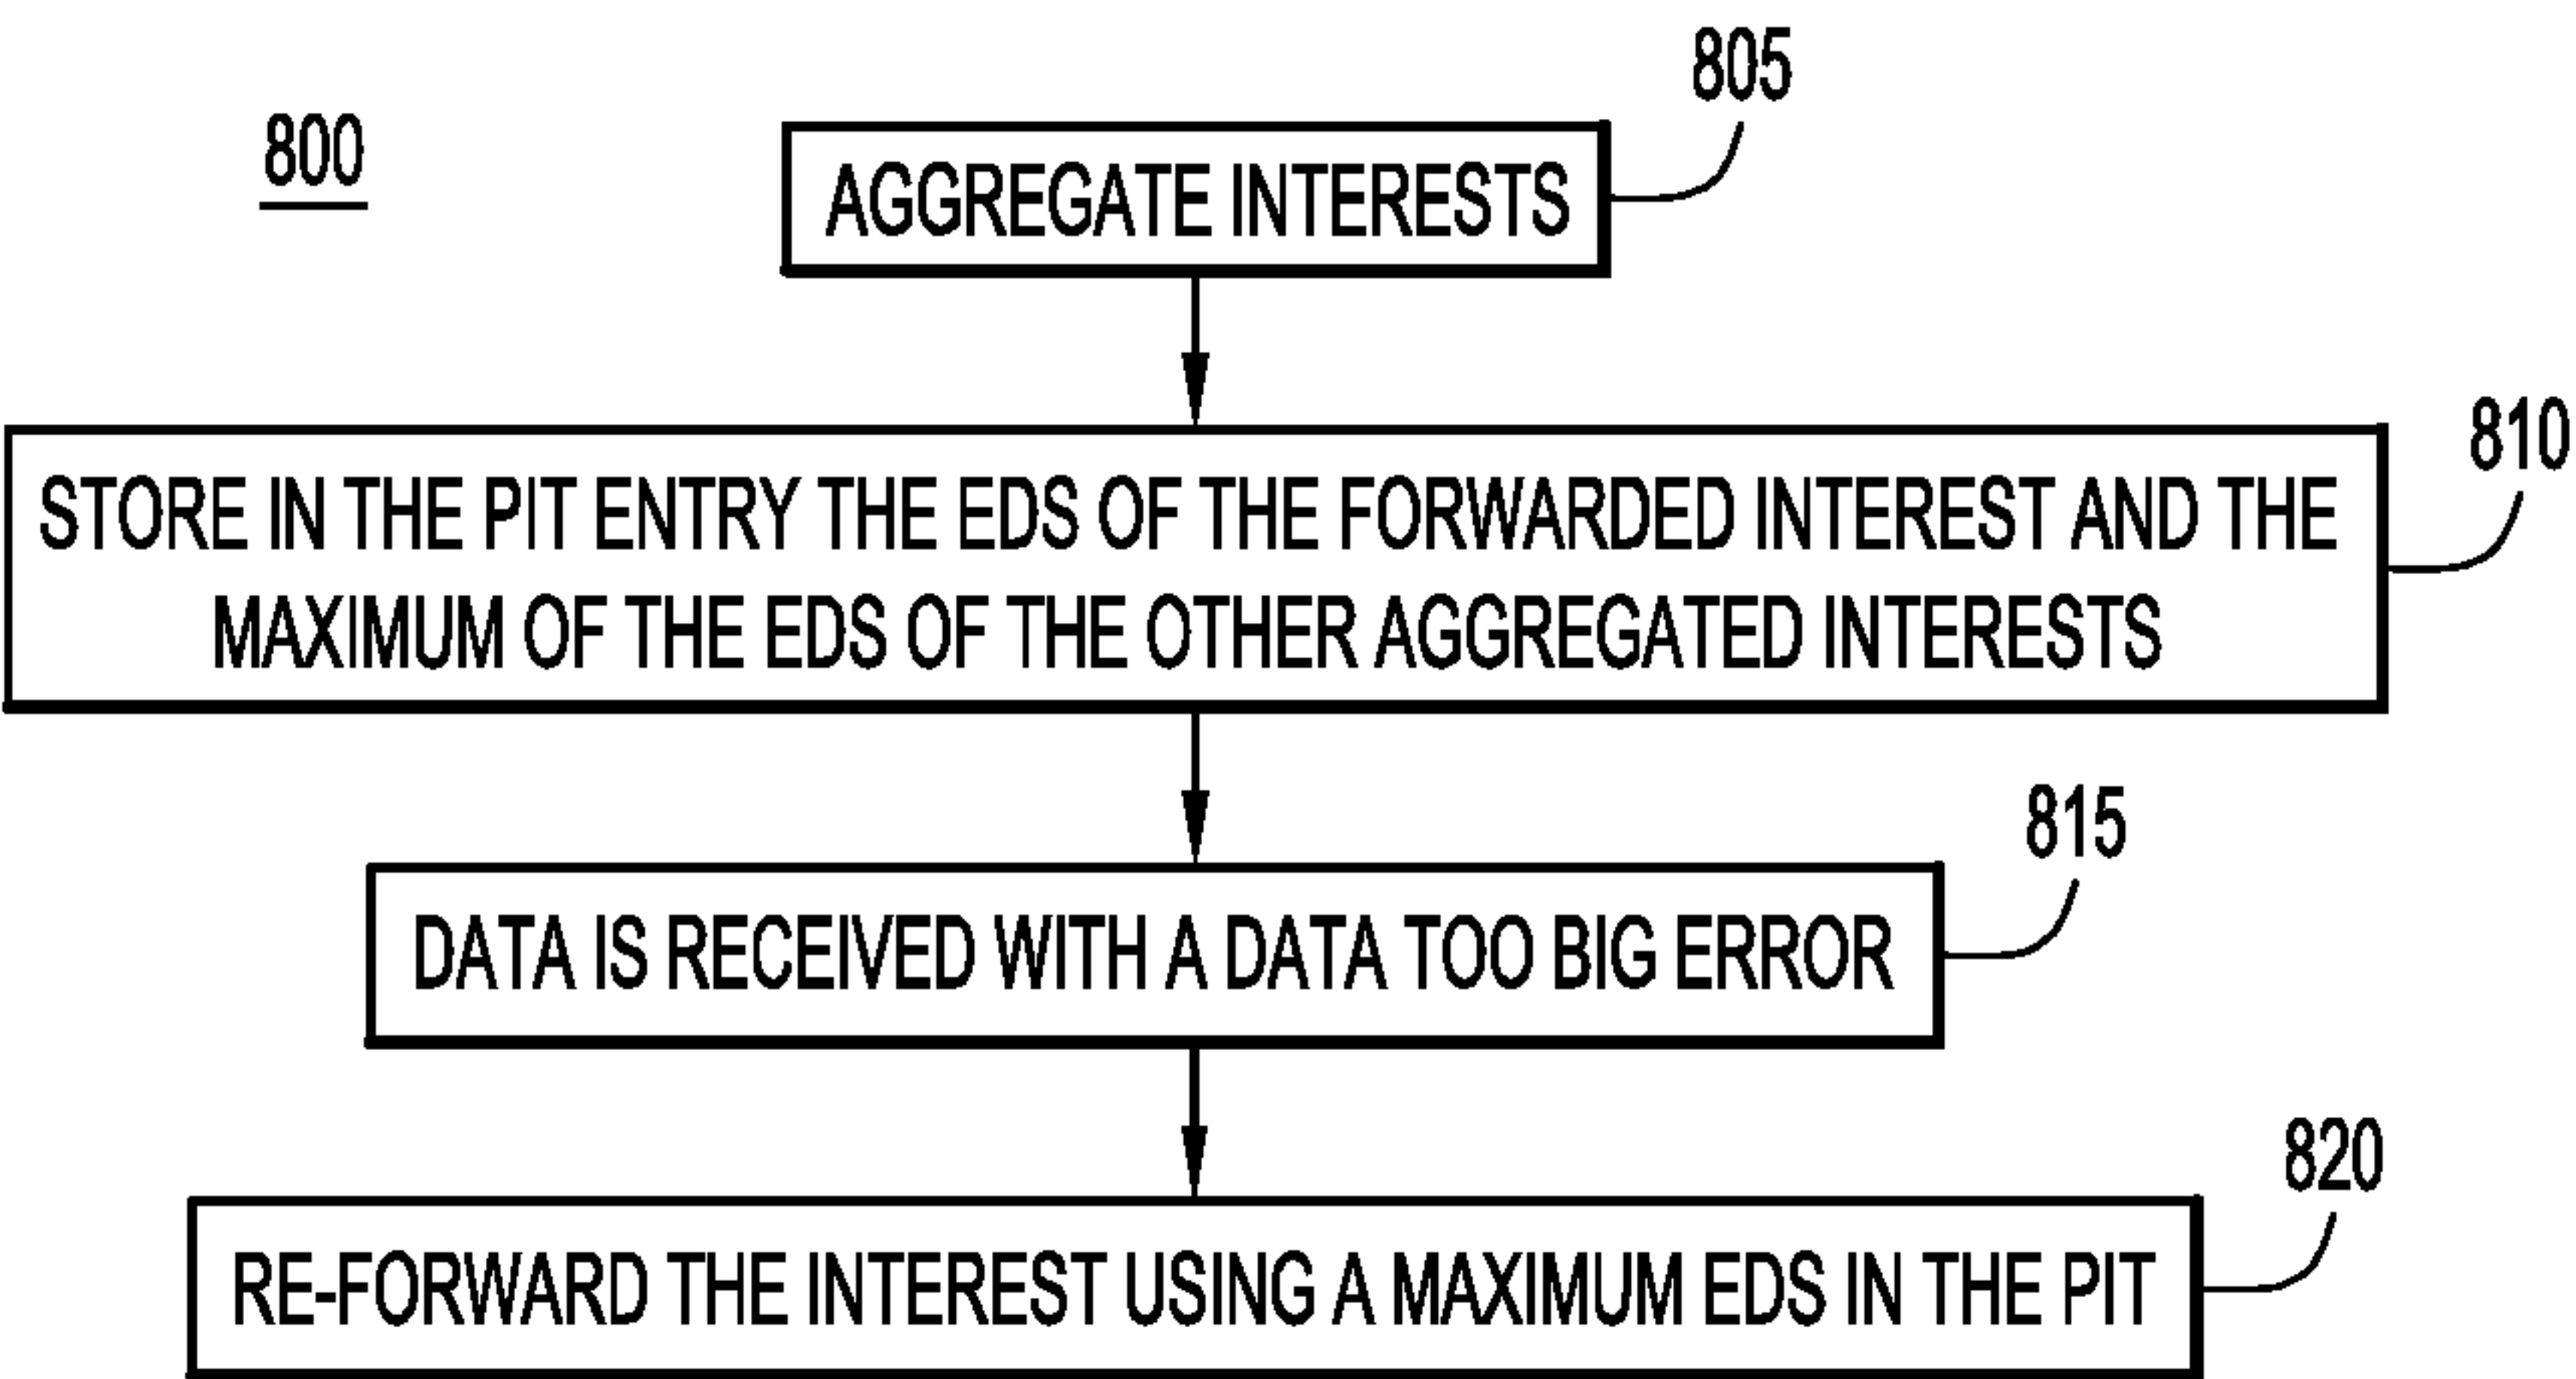 800
805
AGGREGATE INTERESTS
810
STORE IN THE PIT ENTRY THE EDS OF THE FORWARDED INTEREST AND THE
MAXIMUM OF THE EDS OF THE OTHER AGGREGATED INTERESTS
815
DATA IS RECEIVED WITH A DATA TOO BIG ERROR
820
RE-FORWARD THE INTEREST USING A MAXIMUM EDS IN THE PIT